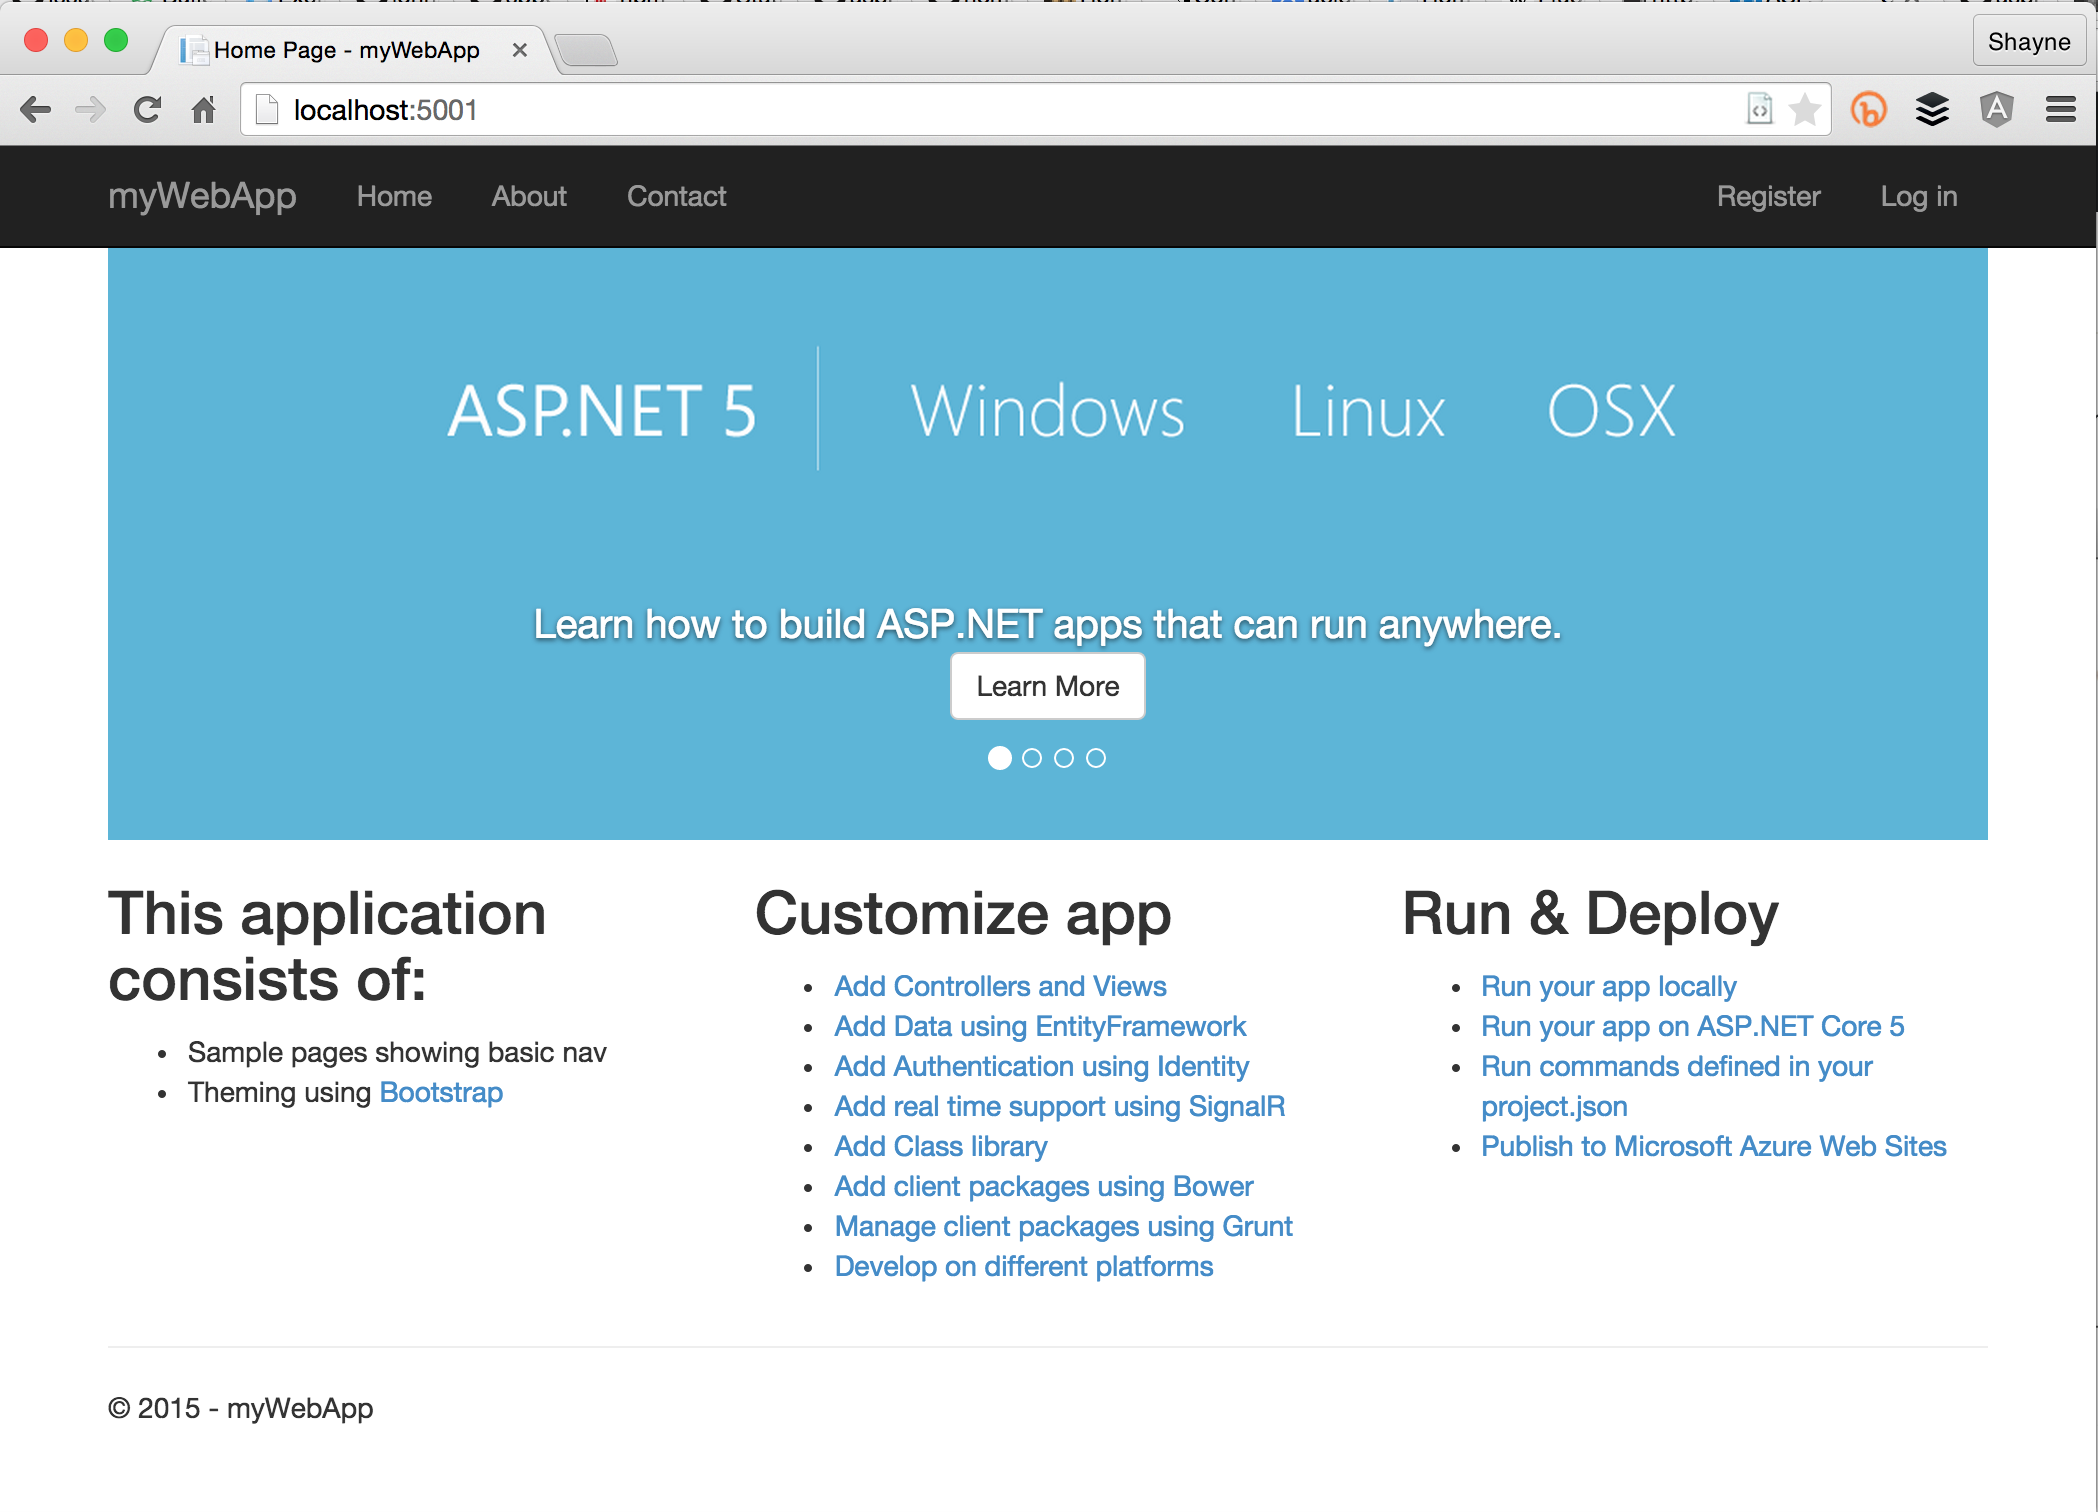 Home Page - myWebApp
Shayne
localhost:5001
myWebApp Home About Contact Register Log in
ASP.NET 5 Windows Linux OSX
Learn how to build ASP.NET apps that can run anywhere.
Learn More
This application
consists of:
Sample pages showing basic nav
Theming using Bootstrap
Customize app
Add Controllers and Views
Add Data using EntityFramework
Add Authentication using Identity
Add real time support using SignalR
Add Class library
Add client packages using Bower
Manage client packages using Grunt
Develop on different platforms
Run & Deploy
Run your app locally
Run your app on ASP.NET Core 5
Run commands defined in your
project.json
Publish to Microsoft Azure Web Sites
© 2015 - myWebApp